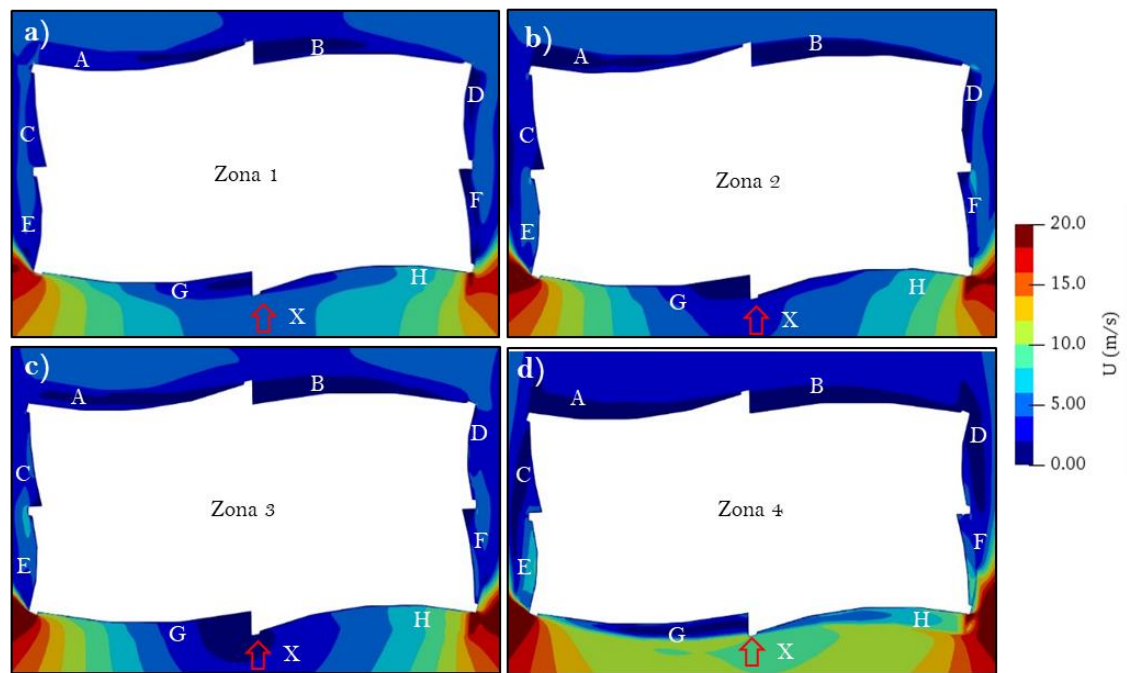 a)
A
B
C
D
Zona 1
E
F
G
H
X
b)
A
B
C
D
Zona 2
E
F
G
H
X
c)
A
B
C
D
Zona 3
E
F
G
H
X
d)
A
B
C
D
Zona 4
E
F
G
H
X
20.0
15.0
10.0
5.00
0.00
U (m/s)